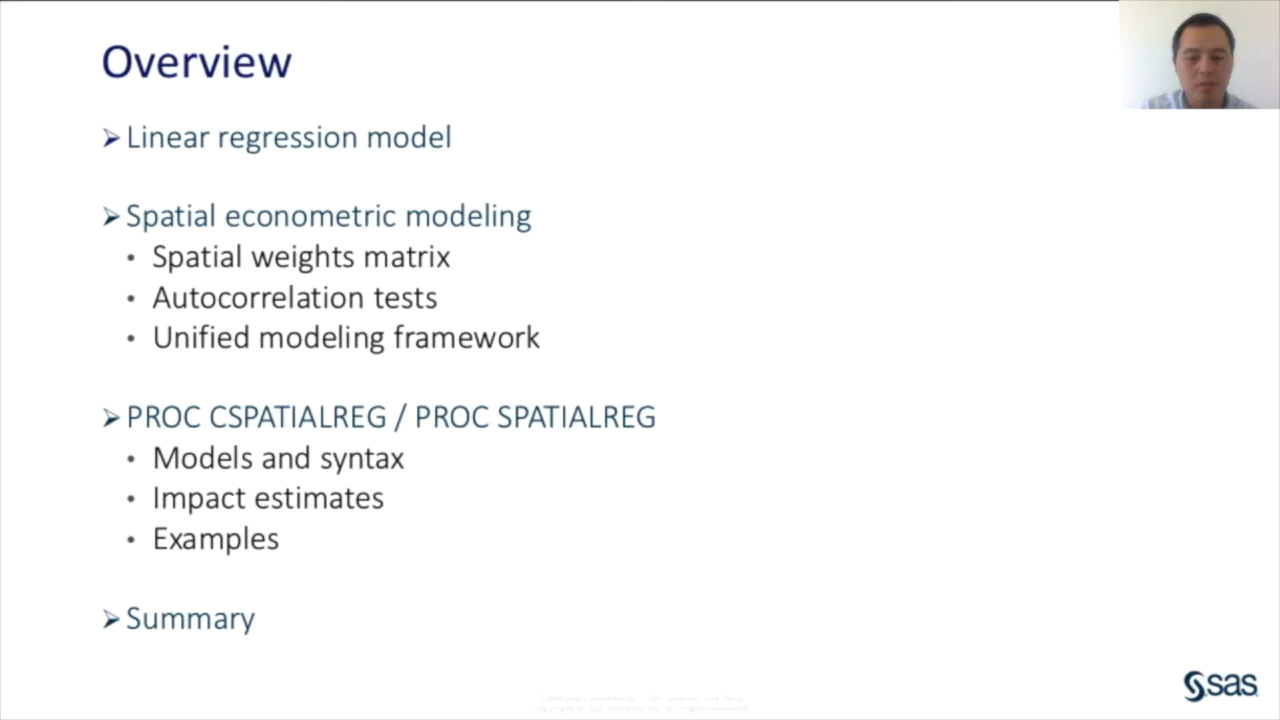 Overview
Linear regression model
Spatial econometric modeling
• Spatial weights matrix
• Autocorrelation tests
• Unified modeling framework
PROC CSPATIALREG / PROC SPATIALREG
• Models and syntax
• Impact estimates
• Examples
Summary
sas